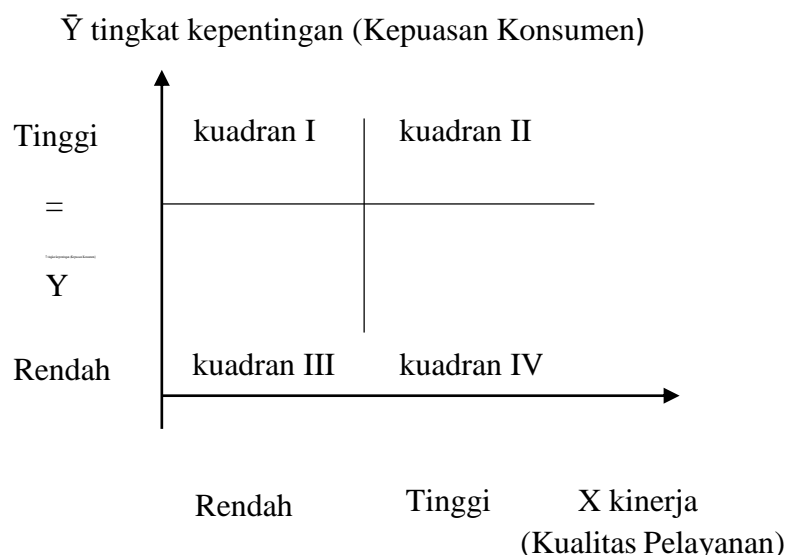 Ȳ tingkat kepentingan (Kepuasan Konsumen)
Tinggi kuadran I kuadran II
=
Y
Rendah kuadran III kuadran IV
Rendah Tinggi X kinerja
(Kualitas Pelayanan)